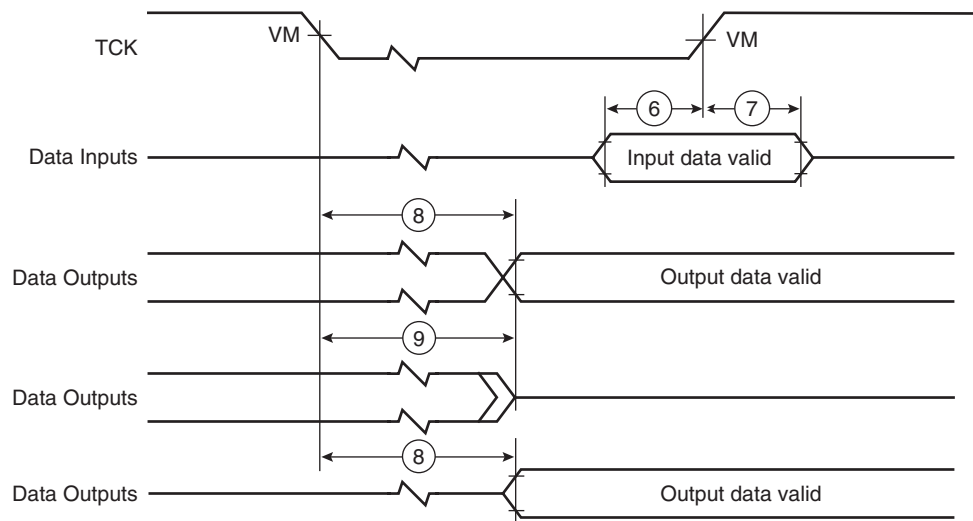 VM
TCK
VM
6
7
Data Inputs
Input data valid
8
Data Outputs
Output data valid
9
Data Outputs
8
Data Outputs
Output data valid